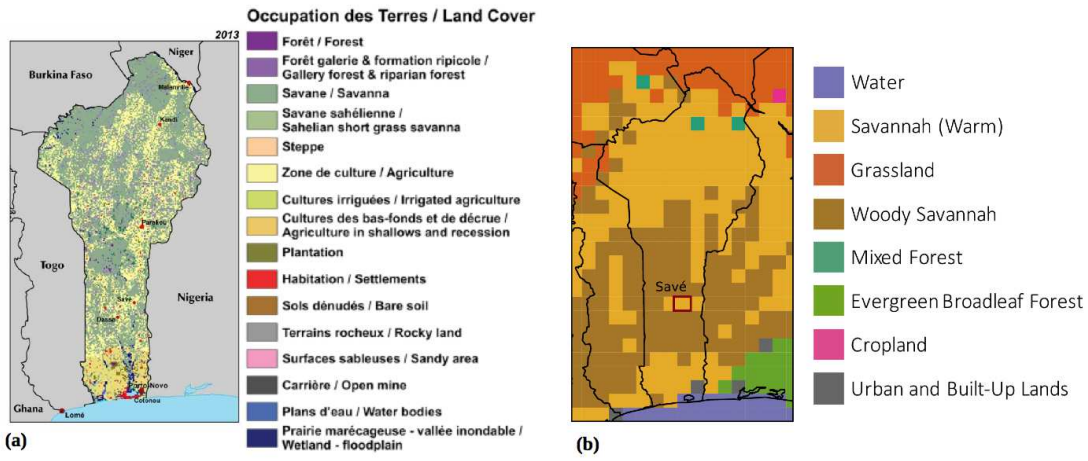 Occupation des Terres / Land Cover
2013
Niger
Burkina Faso
Malanville
Kandi
Parakou
Togo
Nigeria
Savè
Dassa
Porto-Novo
Cotonou
Ghana
Lomé
(a)
Forêt / Forest
Forêt galerie & formation ripicole /
Gallery forest & riparian forest
Savane / Savanna
Savane sahélienne /
Sahelian short grass savanna
Steppe
Zone de culture / Agriculture
Cultures irriguées / Irrigated agriculture
Cultures des bas-fonds et de décrue /
Agriculture in shallows and recession
Plantation
Habitation / Settlements
Sols dénudés / Bare soil
Terrains rocheux / Rocky land
Surfaces sableuses / Sandy area
Carrière / Open mine
Plans d'eau / Water bodies
Prairie marécageuse - vallée inondable /
Wetland - floodplain
Savé
(b)
Water
Savannah (Warm)
Grassland
Woody Savannah
Mixed Forest
Evergreen Broadleaf Forest
Cropland
Urban and Built-Up Lands